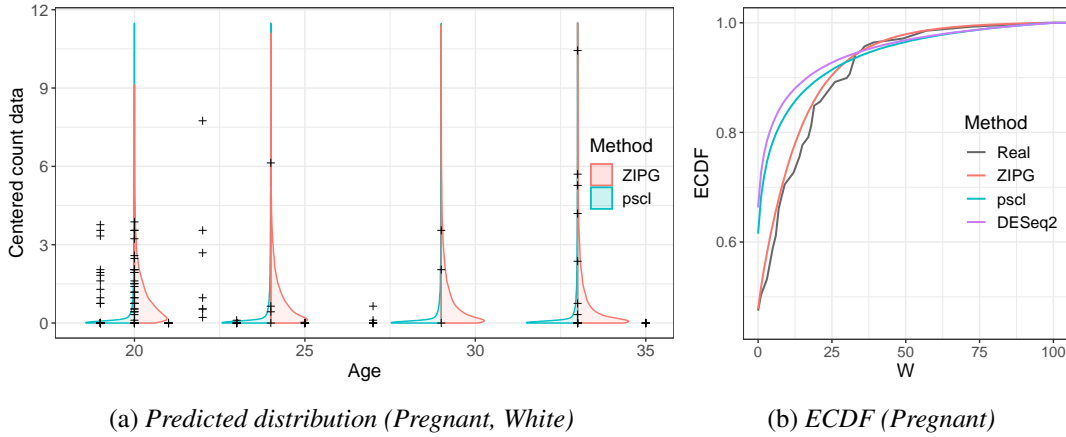 12
9
6
3
0
Centered count data
20
25
30
35
Age
Method
ZIPG
pscl
(a) Predicted distribution (Pregnant, White)
1.0
0.8
0.6
ECDF
0
25
50
75
100
W
Method
Real
ZIPG
pscl
DESeq2
(b) ECDF (Pregnant)